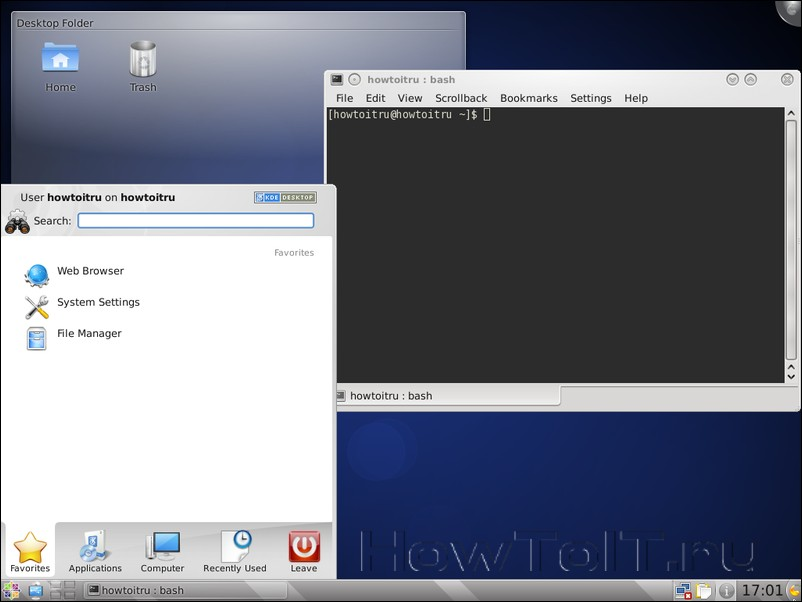 Desktop Folder
Home
Trash
howtoitru : bash
File Edit View Scrollback Bookmarks Settings Help
[howtoitru@howtoitru ~]$
User howtoitru on howtoitru
KDE DESKTOP
Search:
Favorites
Web Browser
System Settings
File Manager
howtoitru : bash
Favorites
Applications
Computer
Recently Used
Leave
HowToIT.ru
howtoitru : bash
17:01